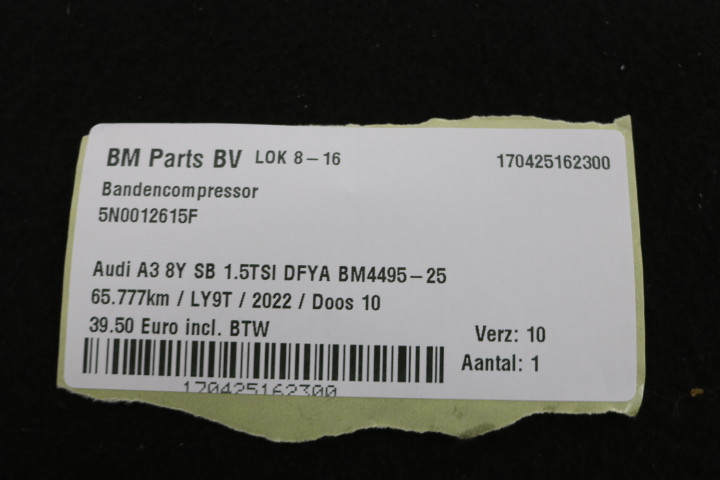 BM Parts BV LOK 8-16 170425162300
Bandencompressor
5N0012615F
Audi A3 8Y SB 1.5TSI DFYA BM4495-25
65.777km / LY9T / 2022 / Doos 10
39.50 Euro incl. BTW
Verz: 10
Aantal: 1
170425162300